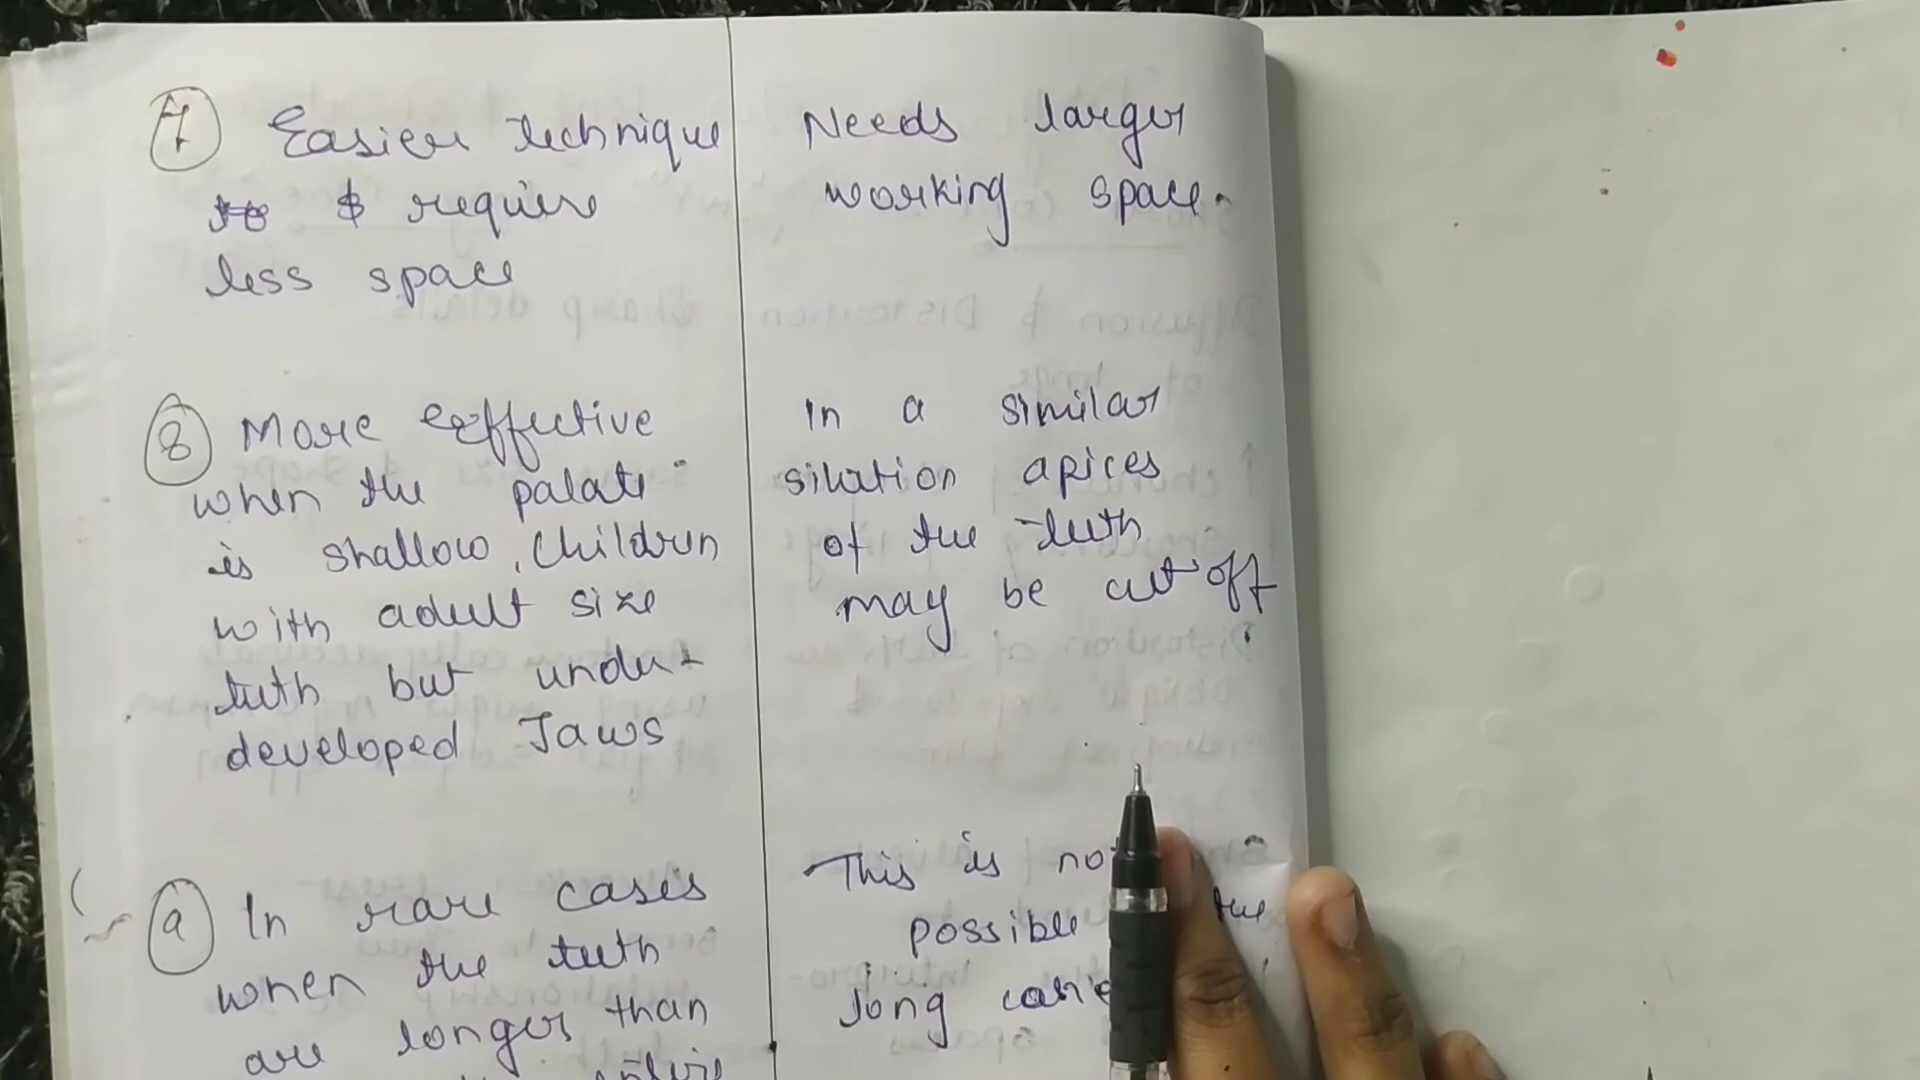 7 Easier technique
& require
less space
8 More effective
when the palate
is shallow, children
with adult size
teeth but under
developed Jaws
9 In rare cases
when the teeth
are longer than
Needs larger
working space.
In a similar
sitution apices
of the teeth
may be cut off
This is no
possible the
long